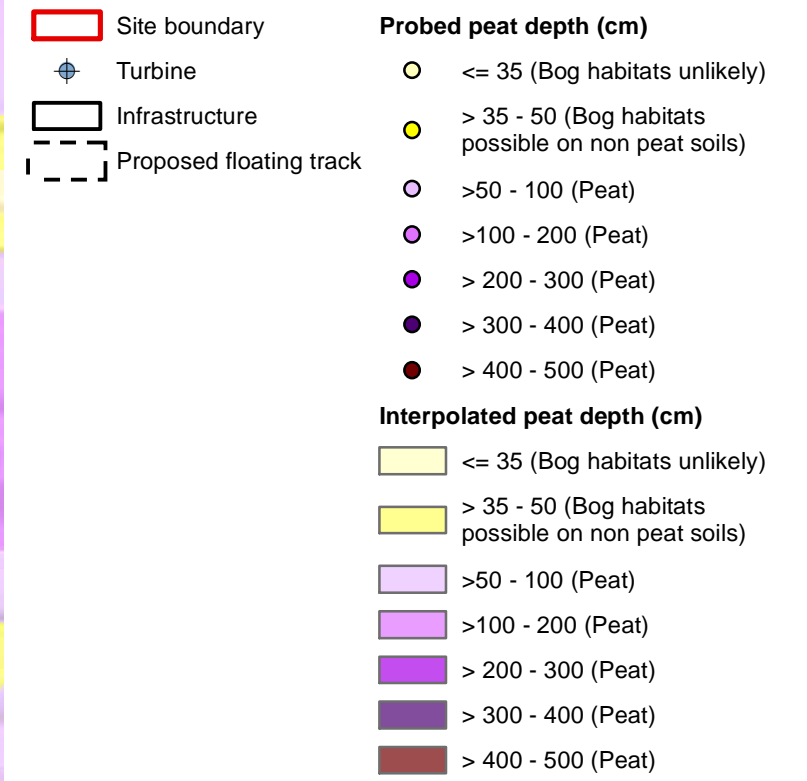 Site boundary
Turbine
Infrastructure
Proposed floating track
Probed peat depth (cm)
<= 35 (Bog habitats unlikely)
> 35 - 50 (Bog habitats
possible on non peat soils)
>50 - 100 (Peat)
>100 - 200 (Peat)
> 200 - 300 (Peat)
> 300 - 400 (Peat)
> 400 - 500 (Peat)
Interpolated peat depth (cm)
<= 35 (Bog habitats unlikely)
> 35 - 50 (Bog habitats
possible on non peat soils)
>50 - 100 (Peat)
>100 - 200 (Peat)
> 200 - 300 (Peat)
> 300 - 400 (Peat)
> 400 - 500 (Peat)